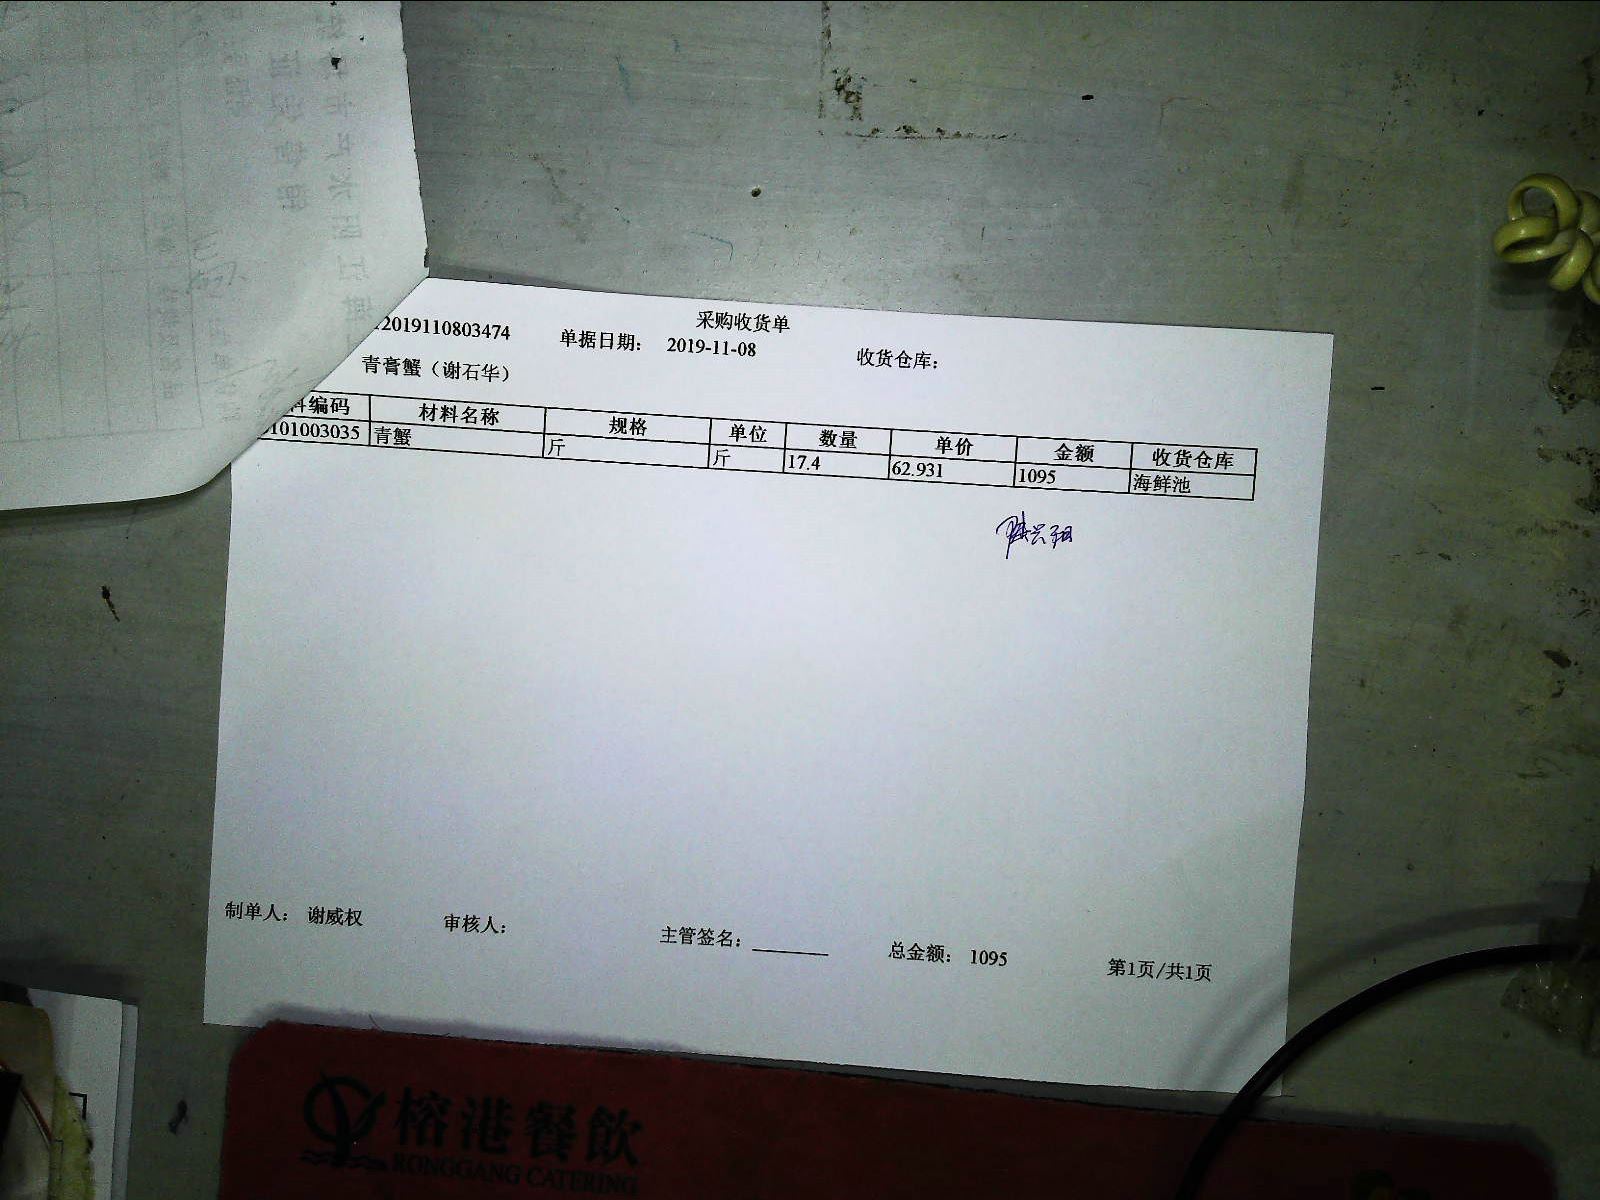 采购收货单
2019110803474 单据日期: 2019-11-08 收货仓库:
青膏蟹（谢石华）
料编码 材料名称 规格 单位 数量 单价 金额 收货仓库
101003035 青蟹 斤 斤 17.4 62.931 1095 海鲜池
制单人: 谢威权 审核人: 主管签名: 总金额: 1095 第1页/共1页
榕港餐飲
RONGGANG CATERING